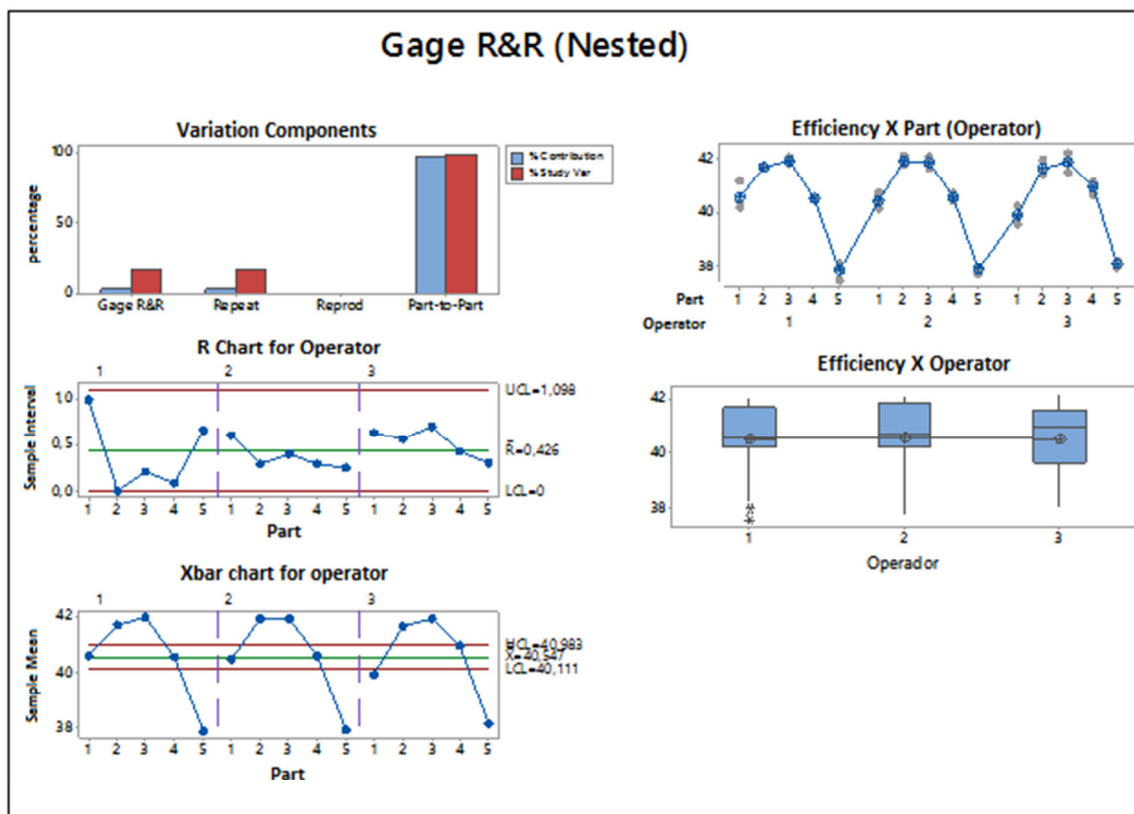 Gage R&R (Nested)
Variation Components
percentage
100
50
0
Gage R&R Repeat Reprod Part-to-Part
% Contribution
% Study Var
R Chart for Operator
1 2 3
Sample Interval
1,0
0,5
0,0
UCL=1,098
R̄=0,426
LCL=0
1 2 3 4 5 1 2 3 4 5 1 2 3 4 5
Part
Xbar chart for operator
1 2 3
Sample Mean
42
40
38
UCL=40,983
X̄=40,547
LCL=40,111
1 2 3 4 5 1 2 3 4 5 1 2 3 4 5
Part
Efficiency X Part (Operator)
42
40
38
Part 1 2 3 4 5 1 2 3 4 5 1 2 3 4 5
Operator 1 2 3
Efficiency X Operator
42
40
38
1 2 3
Operador